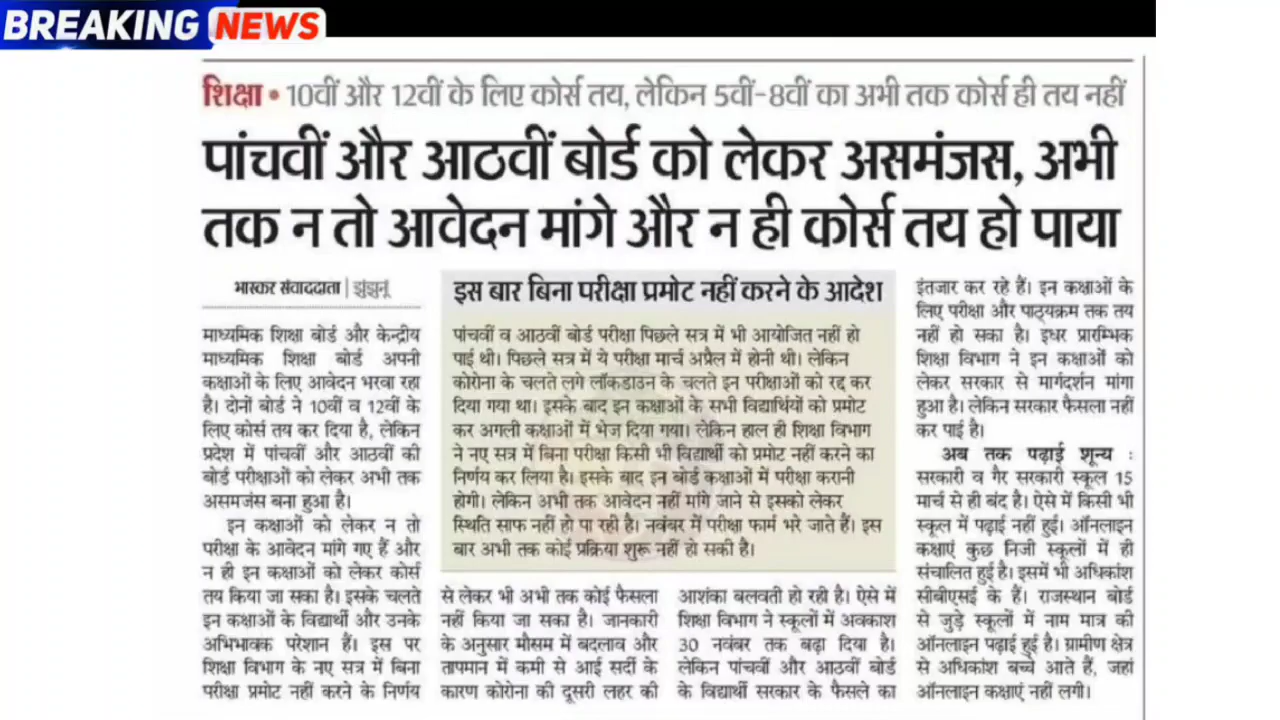 BREAKING NEWS
शिक्षा • 10वीं और 12वीं के लिए कोर्स तय, लेकिन 5वीं-8वीं का अभी तक कोर्स ही तय नहीं
पांचवीं और आठवीं बोर्ड को लेकर असमंजस, अभी
तक न तो आवेदन मांगे और न ही कोर्स तय हो पाया
भास्कर संवाददाता | झुंझुनूं
माध्यमिक शिक्षा बोर्ड और केन्द्रीय
माध्यमिक शिक्षा बोर्ड अपनी
कक्षाओं के लिए आवेदन भरवा रहा
है। दोनों बोर्ड ने 10वीं व 12वीं के
लिए कोर्स तय कर दिया है, लेकिन
प्रदेश में पांचवीं और आठवीं की
बोर्ड परीक्षाओं को लेकर अभी तक
असमजंस बना हुआ है।
इन कक्षाओं को लेकर न तो
परीक्षा के आवेदन मांगे गए हैं और
न ही इन कक्षाओं को लेकर कोर्स
तय किया जा सका है। इसके चलते
इन कक्षाओं के विद्यार्थी और उनके
अभिभावक परेशान हैं। इस पर
शिक्षा विभाग के नए सत्र में बिना
परीक्षा प्रमोट नहीं करने के निर्णय
इस बार बिना परीक्षा प्रमोट नहीं करने के आदेश
पांचवीं व आठवीं बोर्ड परीक्षा पिछले सत्र में भी आयोजित नहीं हो
पाई थी। पिछले सत्र में ये परीक्षा मार्च अप्रैल में होनी थी। लेकिन
कोरोना के चलते लगे लॉकडाउन के चलते इन परीक्षाओं को रद्द कर
दिया गया था। इसके बाद इन कक्षाओं के सभी विद्यार्थियों को प्रमोट
कर अगली कक्षाओं में भेज दिया गया। लेकिन हाल ही शिक्षा विभाग
ने नए सत्र में बिना परीक्षा किसी भी विद्यार्थी को प्रमोट नहीं करने का
निर्णय कर लिया है। इसके बाद इन बोर्ड कक्षाओं में परीक्षा करानी
होगी। लेकिन अभी तक आवेदन नहीं मांगे जाने से इसको लेकर
स्थिति साफ नहीं हो पा रही है। नवंबर में परीक्षा फार्म भरे जाते हैं। इस
बार अभी तक कोई प्रक्रिया शुरू नहीं हो सकी है।
से लेकर भी अभी तक कोई फैसला
नहीं किया जा सका है। जानकारी
के अनुसार मौसम में बदलाव और
तापमान में कमी से आई सर्दी के
कारण कोरोना की दूसरी लहर की
आशंका बलवती हो रही है। ऐसे में
शिक्षा विभाग ने स्कूलों में अवकाश
30 नवंबर तक बढ़ा दिया है।
लेकिन पांचवीं और आठवीं बोर्ड
के विद्यार्थी सरकार के फैसले का
इंतजार कर रहे हैं। इन कक्षाओं के
लिए परीक्षा और पाठ्यक्रम तक तय
नहीं हो सका है। इधर प्रारम्भिक
शिक्षा विभाग ने इन कक्षाओं को
लेकर सरकार से मार्गदर्शन मांगा
हुआ है। लेकिन सरकार फैसला नहीं
कर पाई है।
अब तक पढ़ाई शून्य :
सरकारी व गैर सरकारी स्कूल 15
मार्च से ही बंद है। ऐसे में किसी भी
स्कूल में पढ़ाई नहीं हुई। ऑनलाइन
कक्षाएं कुछ निजी स्कूलों में ही
संचालित हुई है। इसमें भी अधिकांश
सीबीएसई के हैं। राजस्थान बोर्ड
से जुड़े स्कूलों में नाम मात्र की
ऑनलाइन पढ़ाई हुई है। ग्रामीण क्षेत्र
से अधिकांश बच्चे आते हैं, जहां
ऑनलाइन कक्षाएं नहीं लगी।